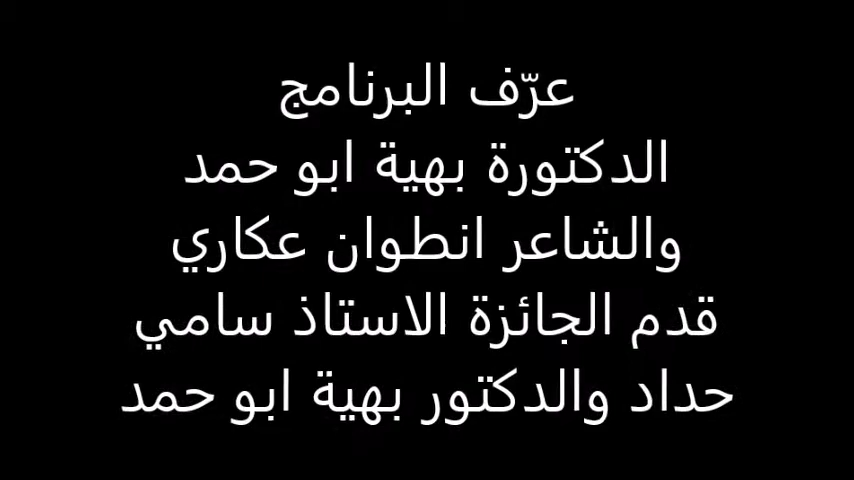 عرّف البرنامج
الدكتورة بهية ابو حمد
والشاعر انطوان عكاري
قدم الجائزة الاستاذ سامي
حداد والدكتور بهية ابو حمد